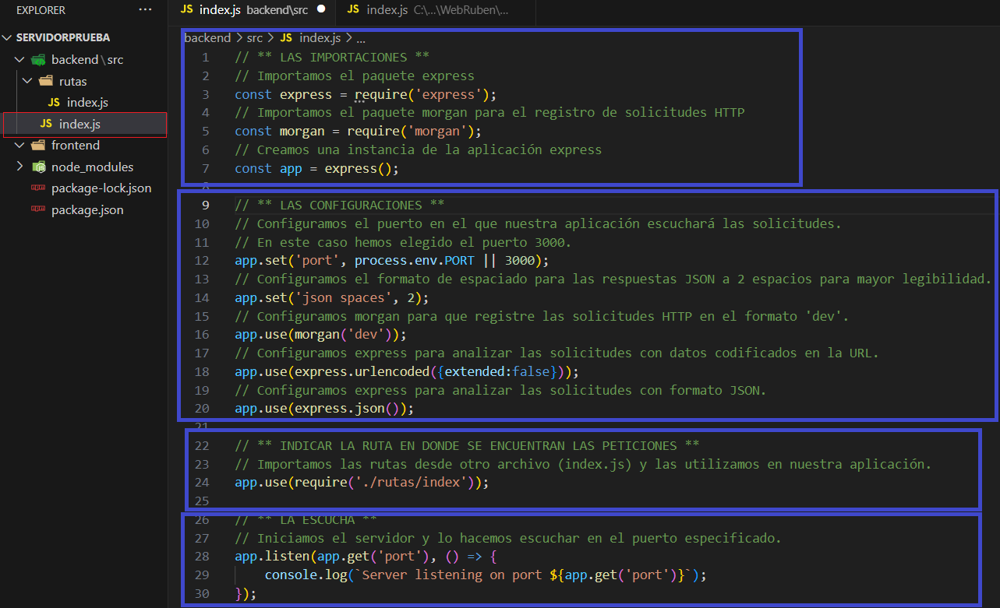 EXPLORER ···
SERVIDORPRUEBA
backend\src
rutas
JS index.js
JS index.js
frontend
node_modules
package-lock.json
package.json
JS index.js backend\src ●
JS index.js C:\...\WebRuben\...
backend > src > JS index.js > ...
1 // ** LAS IMPORTACIONES **
2 // Importamos el paquete express
3 const express = require('express');
4 // Importamos el paquete morgan para el registro de solicitudes HTTP
5 const morgan = require('morgan');
6 // Creamos una instancia de la aplicación express
7 const app = express();
8
9 // ** LAS CONFIGURACIONES **
10 // Configuramos el puerto en el que nuestra aplicación escuchará las solicitudes.
11 // En este caso hemos elegido el puerto 3000.
12 app.set('port', process.env.PORT || 3000);
13 // Configuramos el formato de espaciado para las respuestas JSON a 2 espacios para mayor legibilidad.
14 app.set('json spaces', 2);
15 // Configuramos morgan para que registre las solicitudes HTTP en el formato 'dev'.
16 app.use(morgan('dev'));
17 // Configuramos express para analizar las solicitudes con datos codificados en la URL.
18 app.use(express.urlencoded({extended:false}));
19 // Configuramos express para analizar las solicitudes con formato JSON.
20 app.use(express.json());
21
22 // ** INDICAR LA RUTA EN DONDE SE ENCUENTRAN LAS PETICIONES **
23 // Importamos las rutas desde otro archivo (index.js) y las utilizamos en nuestra aplicación.
24 app.use(require('./rutas/index'));
25
26 // ** LA ESCUCHA **
27 // Iniciamos el servidor y lo hacemos escuchar en el puerto especificado.
28 app.listen(app.get('port'), () => {
29 console.log(`Server listening on port ${app.get('port')}`);
30 });